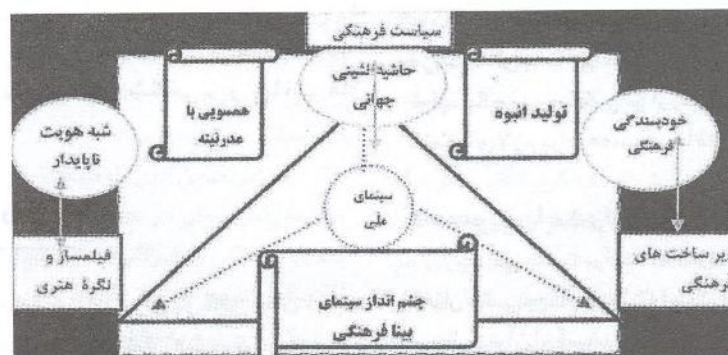 سیاست فرهنگی
حاشیه نشینی
جهانی
تولید انبوه
همسویی با
مدرنیته
خودبسندگی
فرهنگی
شبه هویت
ناپایدار
سینمای
ملی
زیر ساخت های
فرهنگی
فیلمساز و
نگرهٔ هنری
چشم انداز سینمای
بینا فرهنگی